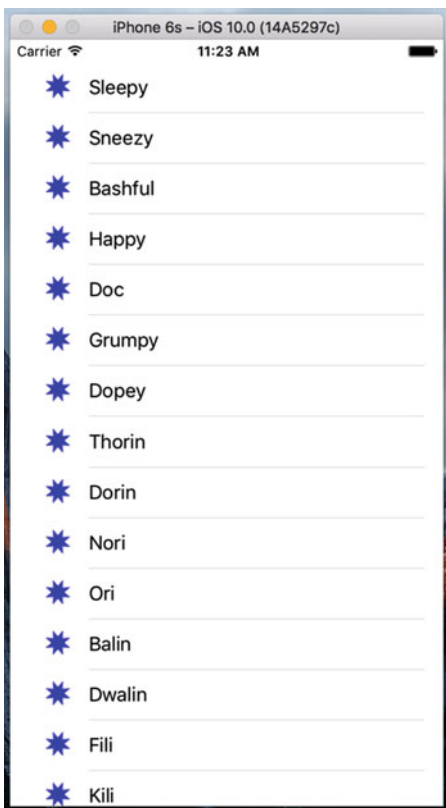 iPhone 6s – iOS 10.0 (14A5297c)
Carrier 11:23 AM
Sleepy
Sneezy
Bashful
Happy
Doc
Grumpy
Dopey
Thorin
Dorin
Nori
Ori
Balin
Dwalin
Fili
Kili